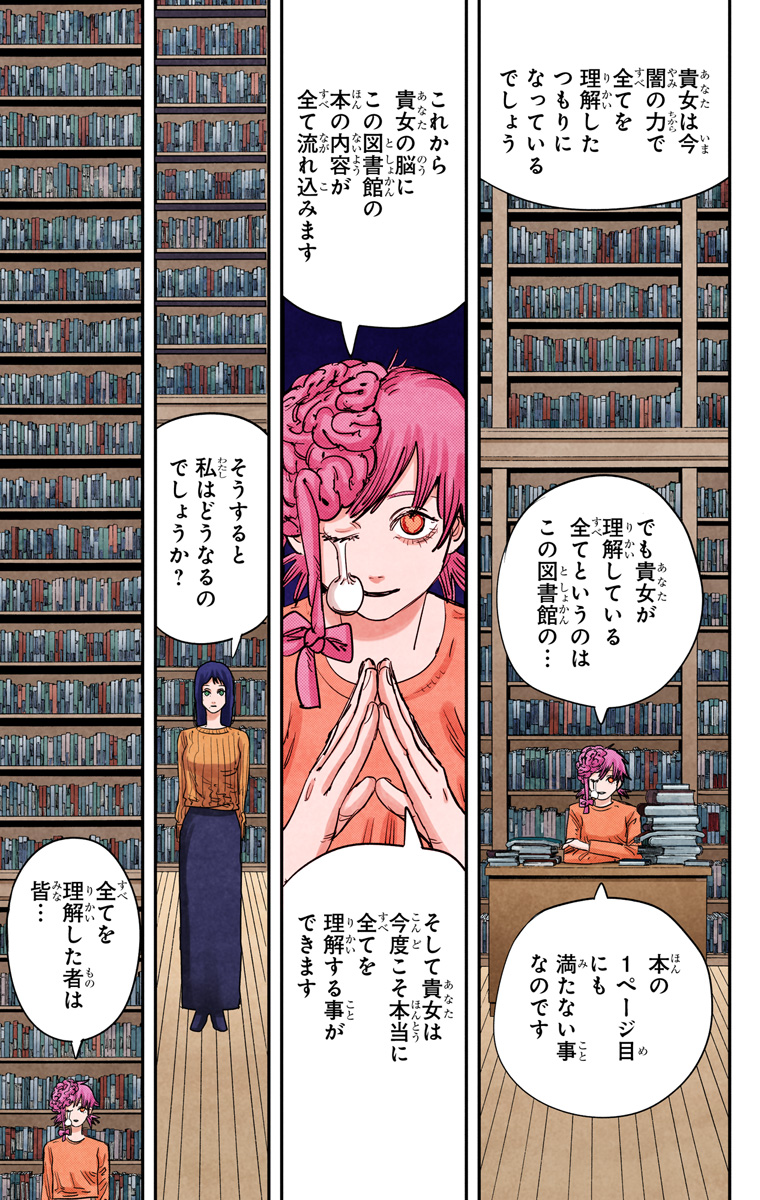 貴女は今
闇の力で
全てを
理解した
つもりに
なっている
でしょう
でも貴女が
理解している
全てというのは
この図書館の…
本の
1ページ目
にも
満たない事
なのです
これから
貴女の脳に
この図書館の
本の内容が
全て流れ込みます
そして貴女は
今度こそ本当に
全てを
理解する事が
できます
そうすると
私はどうなるの
でしょうか？
全てを
理解した者は
皆…